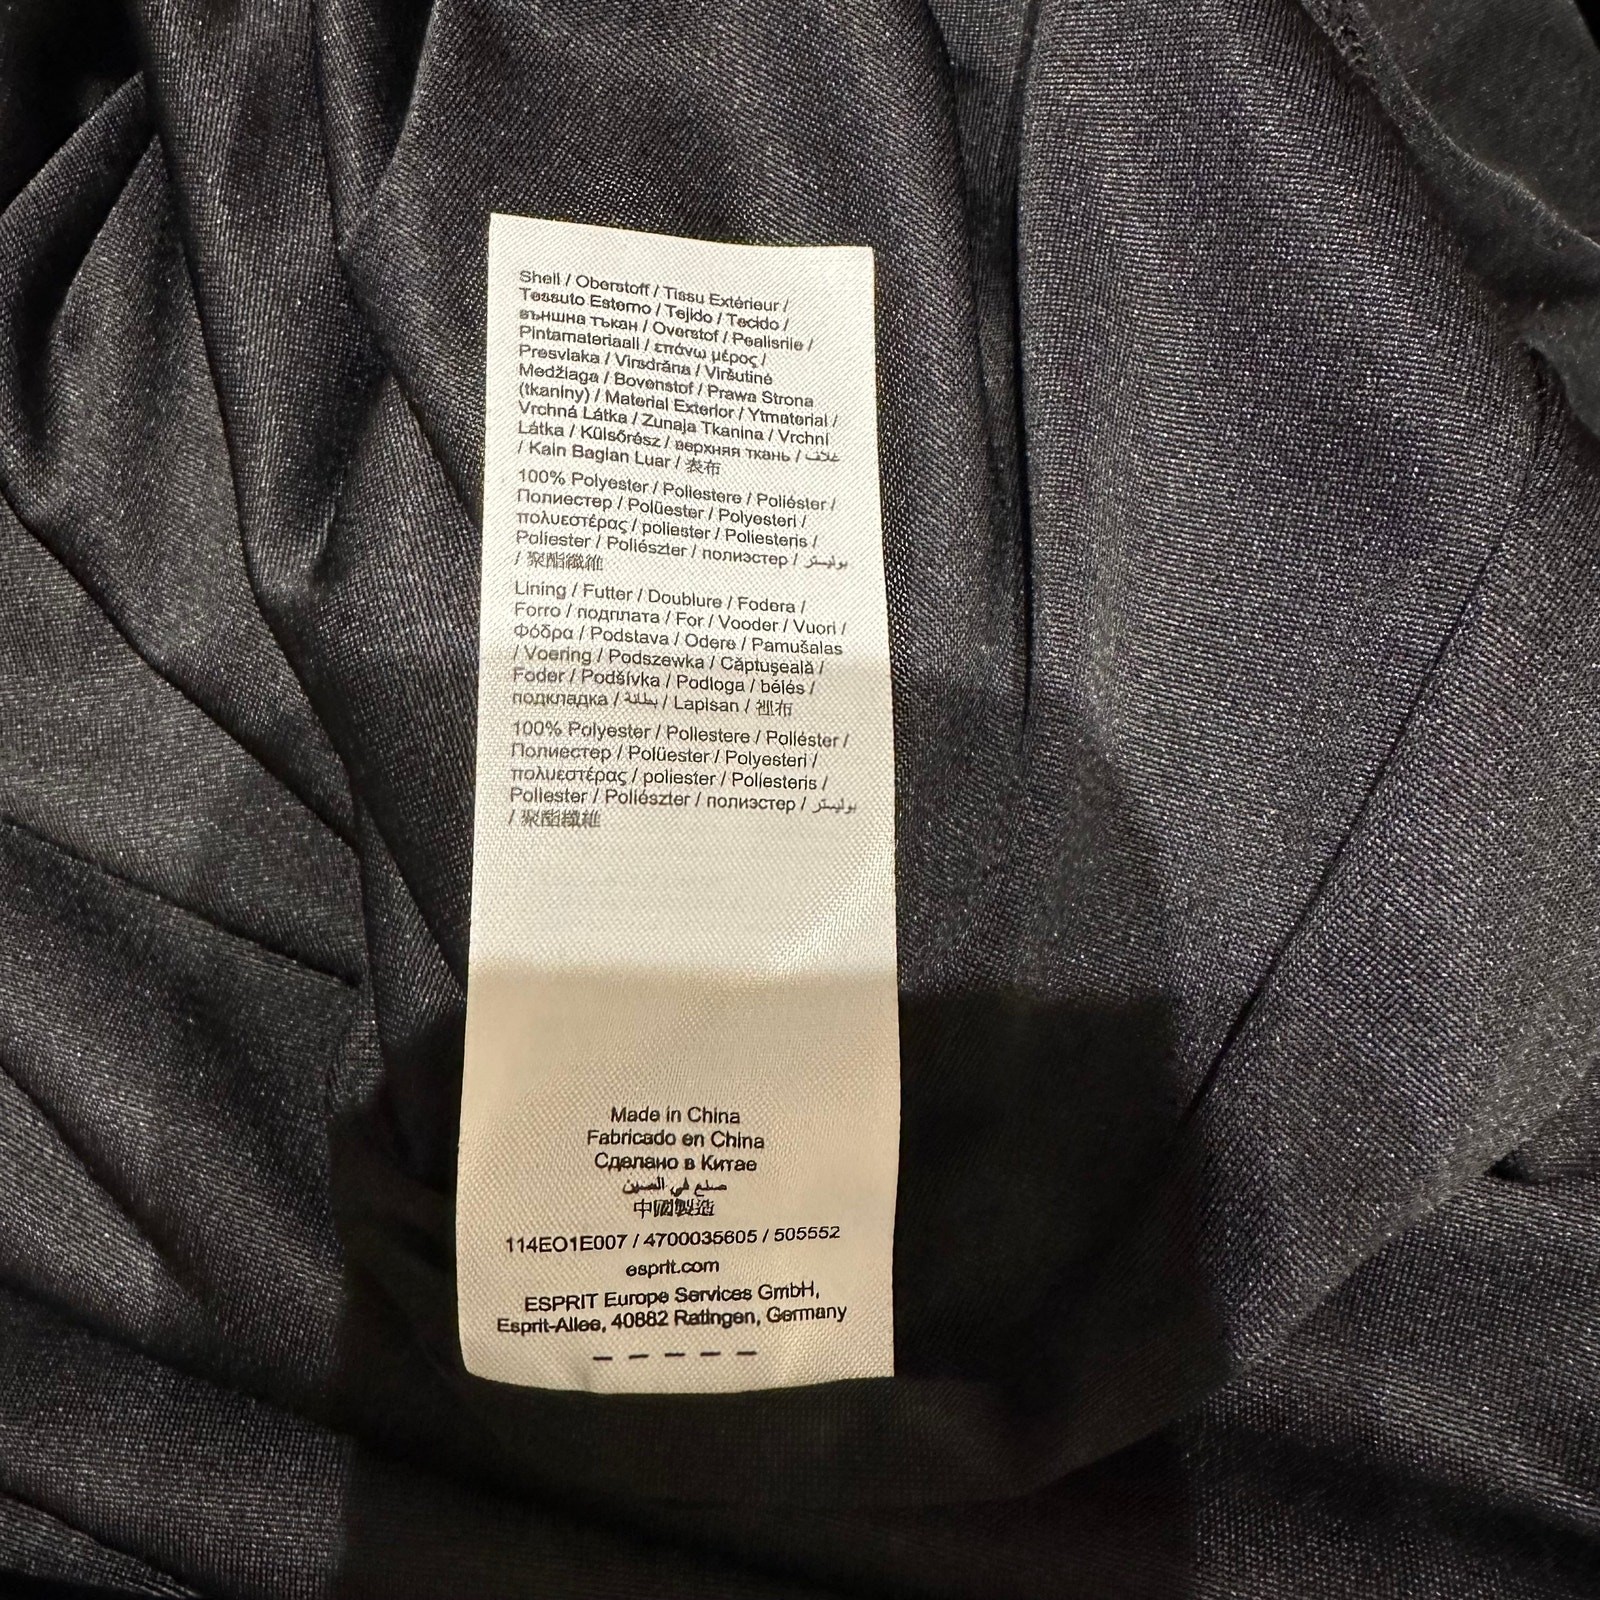 Shell / Oberstoff / Tissu Extérieur /
Tessuto Esterno / Tejido / Tecido /
външна тъкан / Overstof / Pealisriie /
Pintamateriaali / επάνω μέρος /
Presvlaka / Virsdrāna / Viršutinė
Medžiaga / Bovenstof / Prawa Strona
(tkaniny) / Material Exterior / Ytmaterial /
Vrchná Látka / Zunaja Tkanina / Vrchní
Látka / Külsőrész / верхняя ткань / غلاف
/ Kain Bagian Luar / 表布
100% Polyester / Poliestere / Poliéster /
Полиестер / Polüester / Polyesteri /
πολυεστέρας / poliester / Poliesteris /
Poliester / Poliészter / полиэстер / بوليستر
/ 聚酯纖維
Lining / Futter / Doublure / Fodera /
Forro / подплата / For / Vooder / Vuori /
Φόδρα / Podstava / Odere / Pamušalas
/ Voering / Podszewka / Căptuşeală /
Foder / Podšívka / Podloga / bélés /
подкладка / بطانة / Lapisan / 裡布
100% Polyester / Poliestere / Poliéster /
Полиестер / Polüester / Polyesteri /
πολυεστέρας / poliester / Poliesteris /
Poliester / Poliészter / полиэстер / بوليستر
/ 聚酯纖維
Made in China
Fabricado en China
Сделано в Китае
صنع في الصين
中國製造
114EO1E007 / 4700035605 / 505552
esprit.com
ESPRIT Europe Services GmbH,
Esprit-Allee, 40882 Ratingen, Germany